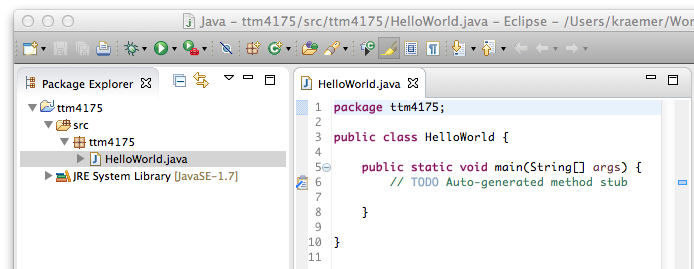 Java – ttm4175/src/ttm4175/HelloWorld.java – Eclipse – /Users/kraemer/Wor
Package Explorer
ttm4175
src
ttm4175
HelloWorld.java
JRE System Library [JavaSE-1.7]
HelloWorld.java
1 package ttm4175;
2
3 public class HelloWorld {
4
5 public static void main(String[] args) {
6 // TODO Auto-generated method stub
7
8 }
9
10 }
11